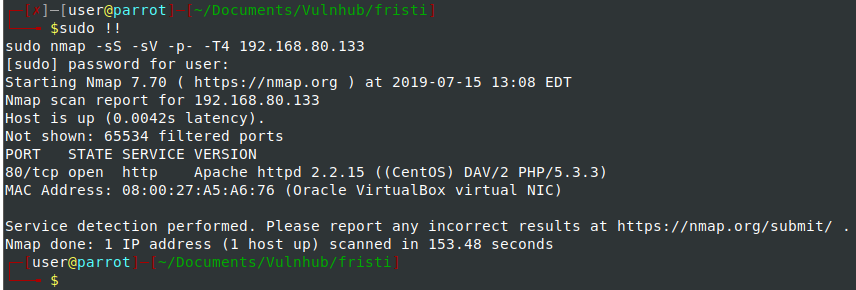 ─[✗]─[user@parrot]─[~/Documents/Vulnhub/fristi]
──── $sudo !!
sudo nmap -sS -sV -p- -T4 192.168.80.133
[sudo] password for user:
Starting Nmap 7.70 ( https://nmap.org ) at 2019-07-15 13:08 EDT
Nmap scan report for 192.168.80.133
Host is up (0.0042s latency).
Not shown: 65534 filtered ports
PORT   STATE SERVICE VERSION
80/tcp open  http    Apache httpd 2.2.15 ((CentOS) DAV/2 PHP/5.3.3)
MAC Address: 08:00:27:A5:A6:76 (Oracle VirtualBox virtual NIC)
Service detection performed. Please report any incorrect results at https://nmap.org/submit/ .
Nmap done: 1 IP address (1 host up) scanned in 153.48 seconds
─[user@parrot]─[~/Documents/Vulnhub/fristi]
──── $